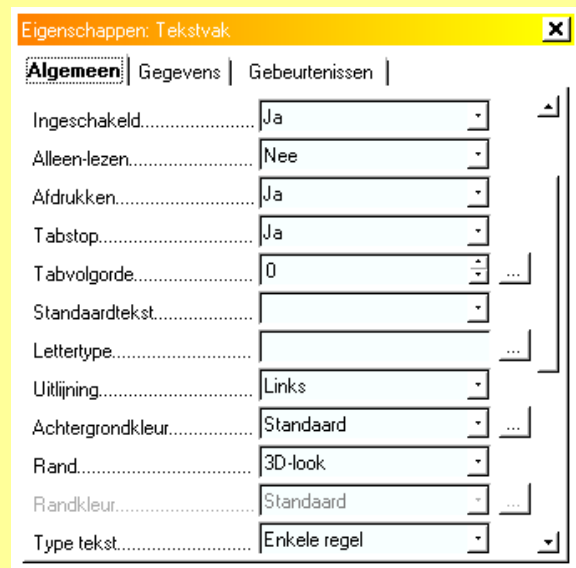 Eigenschappen: Tekstvak
Algemeen Gegevens Gebeurtenissen
Ingeschakeld....................... Ja
Alleen-lezen....................... Nee
Afdrukken....................... Ja
Tabstop....................... Ja
Tabvolgorde....................... 0 ...
Standaardtekst.......................
Lettertype....................... ...
Uitlijning....................... Links
Achtergrondkleur....................... Standaard ...
Rand....................... 3D-look
Randkleur....................... Standaard ...
Type tekst....................... Enkele regel